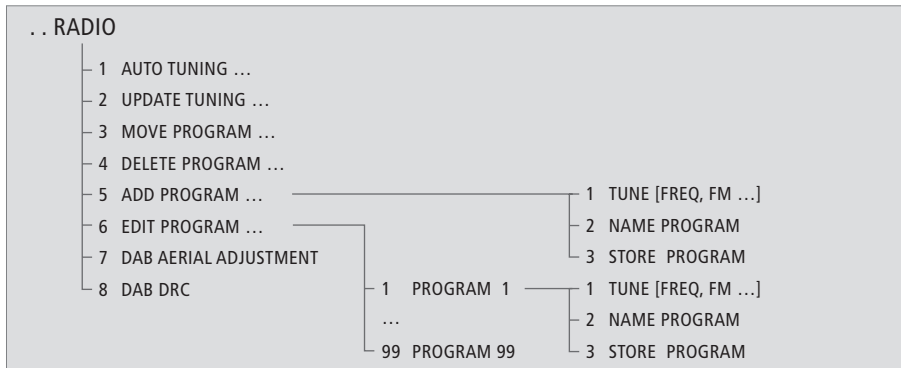 . . RADIO
1 AUTO TUNING …
2 UPDATE TUNING …
3 MOVE PROGRAM …
4 DELETE PROGRAM …
5 ADD PROGRAM …
1 TUNE [FREQ, FM …]
6 EDIT PROGRAM …
2 NAME PROGRAM
7 DAB AERIAL ADJUSTMENT
3 STORE PROGRAM
8 DAB DRC
1 PROGRAM 1
1 TUNE [FREQ, FM …]
…
2 NAME PROGRAM
99 PROGRAM 99
3 STORE PROGRAM